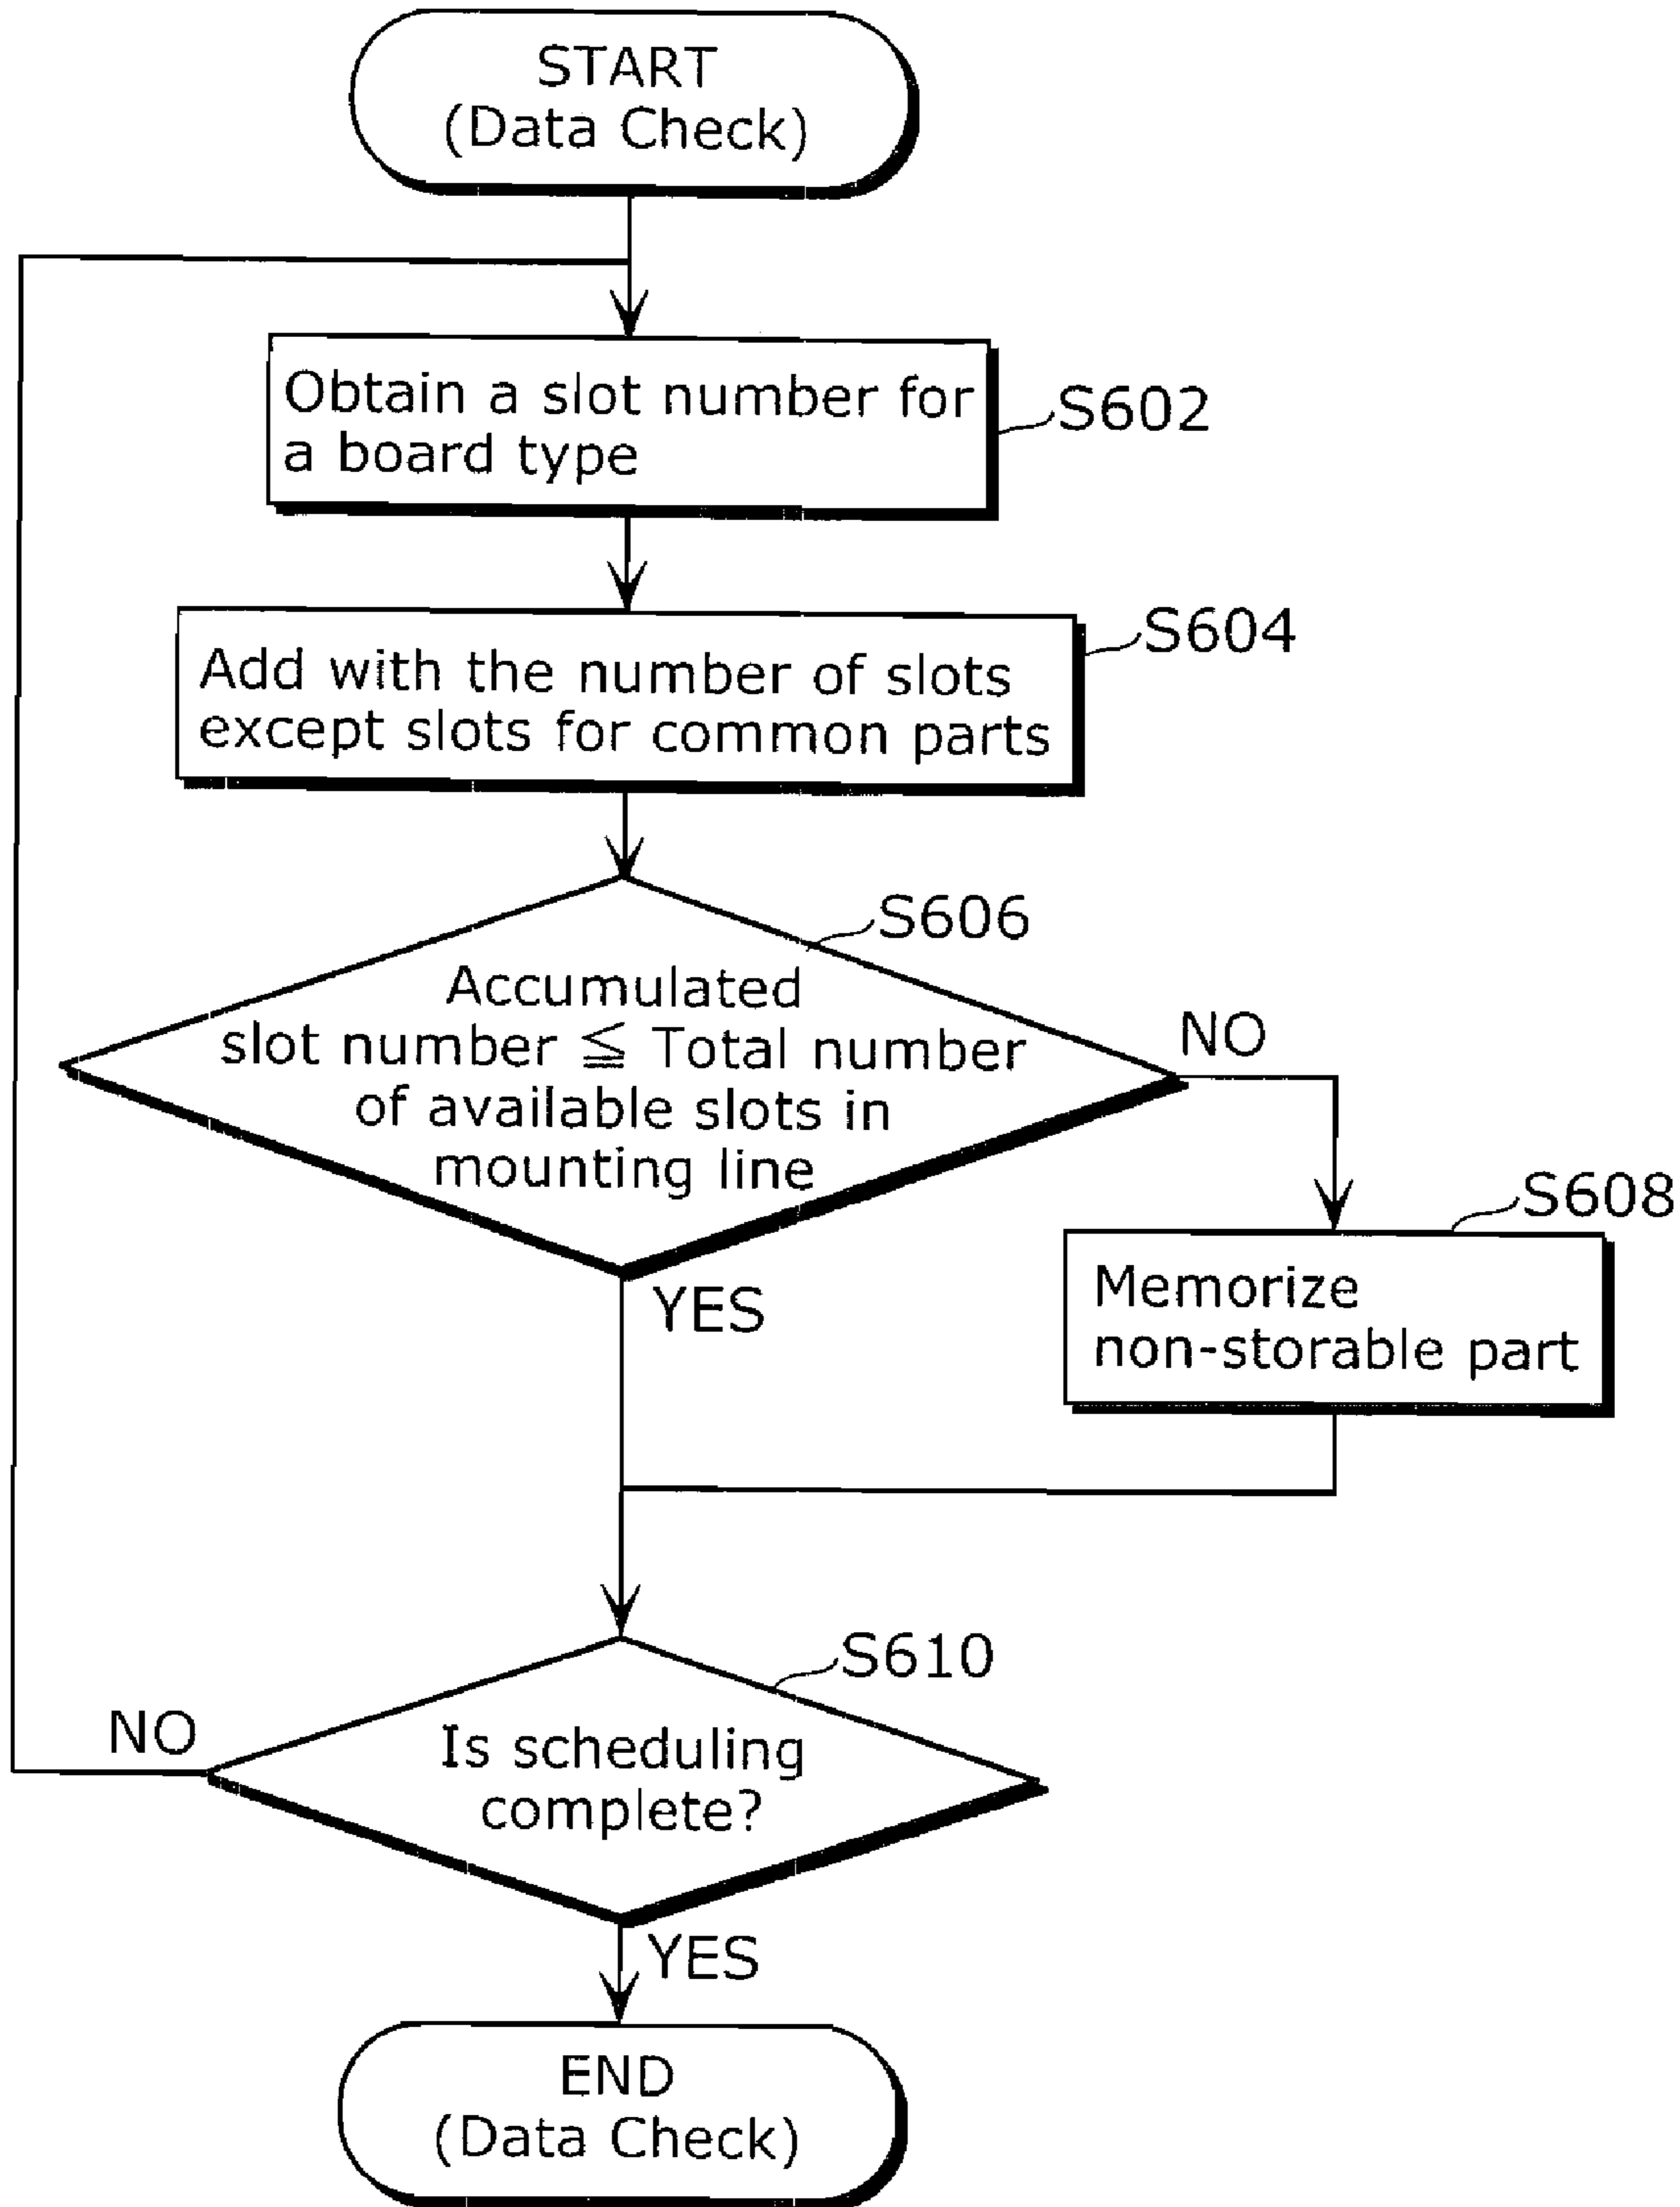 START
(Data Check)
Obtain a slot number for
a board type
S602
Add with the number of slots
except slots for common parts
S604
S606
Accumulated
slot number ≦ Total number
of available slots in
mounting line
NO
YES
S608
Memorize
non-storable part
S610
NO
Is scheduling
complete?
YES
END
(Data Check)